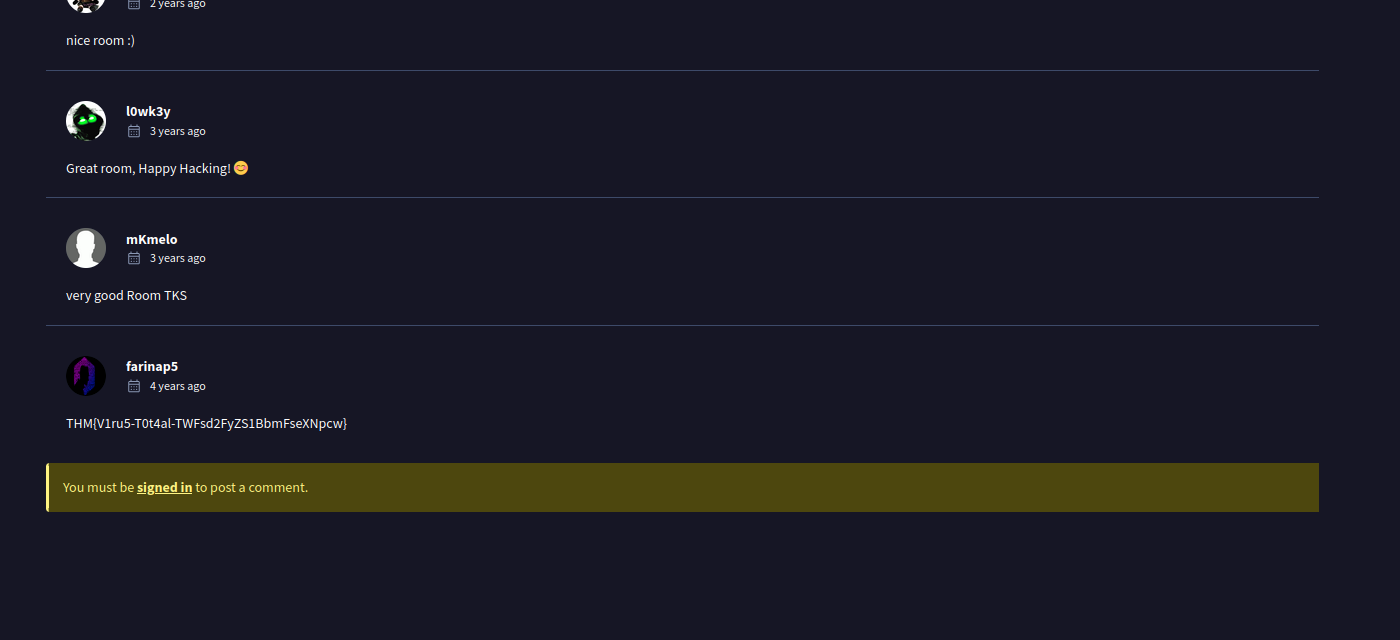 2 years ago
nice room :)
l0wk3y
3 years ago
Great room, Happy Hacking! 😊
mKmelo
3 years ago
very good Room TKS
farinap5
4 years ago
THM{V1ru5-T0t4al-TWFsd2FyZS1BbmFseXNpcw}
You must be signed in to post a comment.